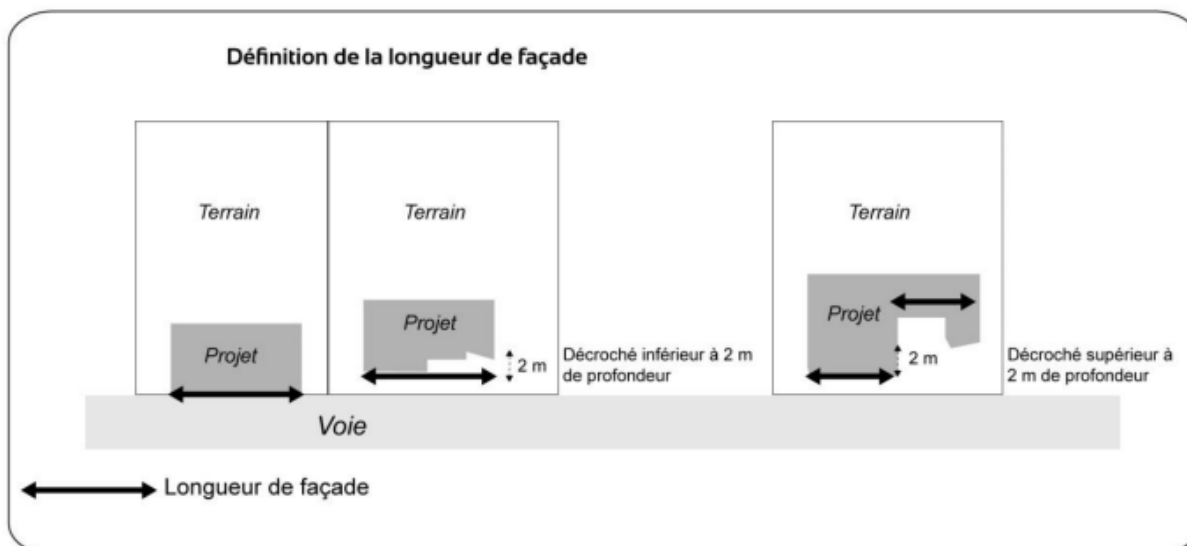 Définition de la longueur de façade
Terrain
Terrain
Terrain
Projet
Projet
Projet
2 m
Décroché inférieur à 2 m
de profondeur
2 m
Décroché supérieur à
2 m de profondeur
Voie
Longueur de façade